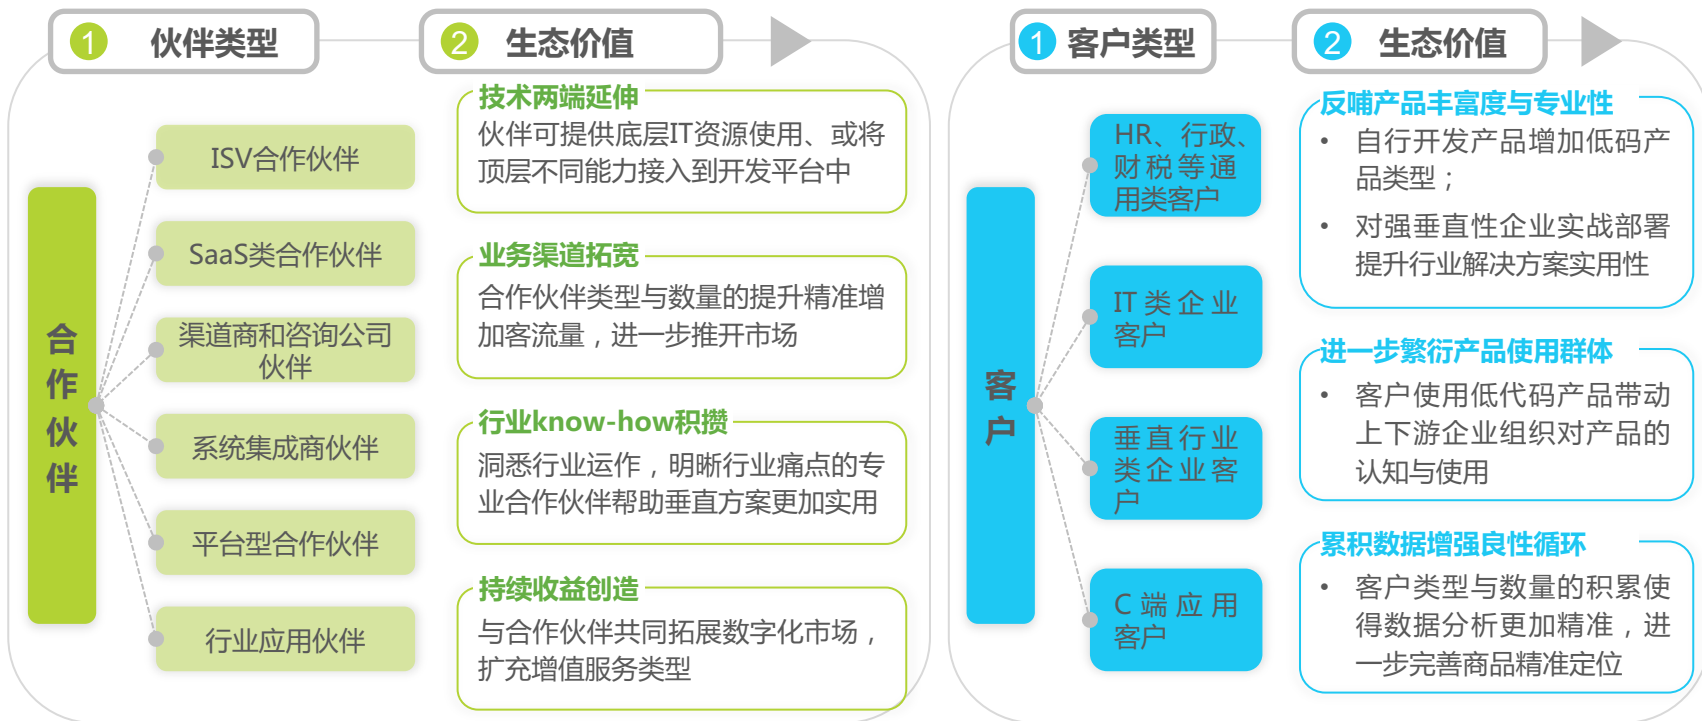 1 伙伴类型
2 生态价值
合作伙伴
ISV合作伙伴
SaaS类合作伙伴
渠道商和咨询公司
伙伴
系统集成商伙伴
平台型合作伙伴
行业应用伙伴
技术两端延伸
伙伴可提供底层IT资源使用、或将
顶层不同能力接入到开发平台中
业务渠道拓宽
合作伙伴类型与数量的提升精准增
加客流量，进一步推开市场
行业know-how积攒
洞悉行业运作，明晰行业痛点的专
业合作伙伴帮助垂直方案更加实用
持续收益创造
与合作伙伴共同拓展数字化市场，
扩充增值服务类型
1 客户类型
2 生态价值
客户
HR、行政、
财税等通
用类客户
IT类企业
客户
垂直行业
类企业客
户
C端应用
客户
反哺产品丰富度与专业性
• 自行开发产品增加低码产
品类型；
• 对强垂直性企业实战部署
提升行业解决方案实用性
进一步繁衍产品使用群体
• 客户使用低代码产品带动
上下游企业组织对产品的
认知与使用
累积数据增强良性循环
• 客户类型与数量的积累使
得数据分析更加精准，进
一步完善商品精准定位